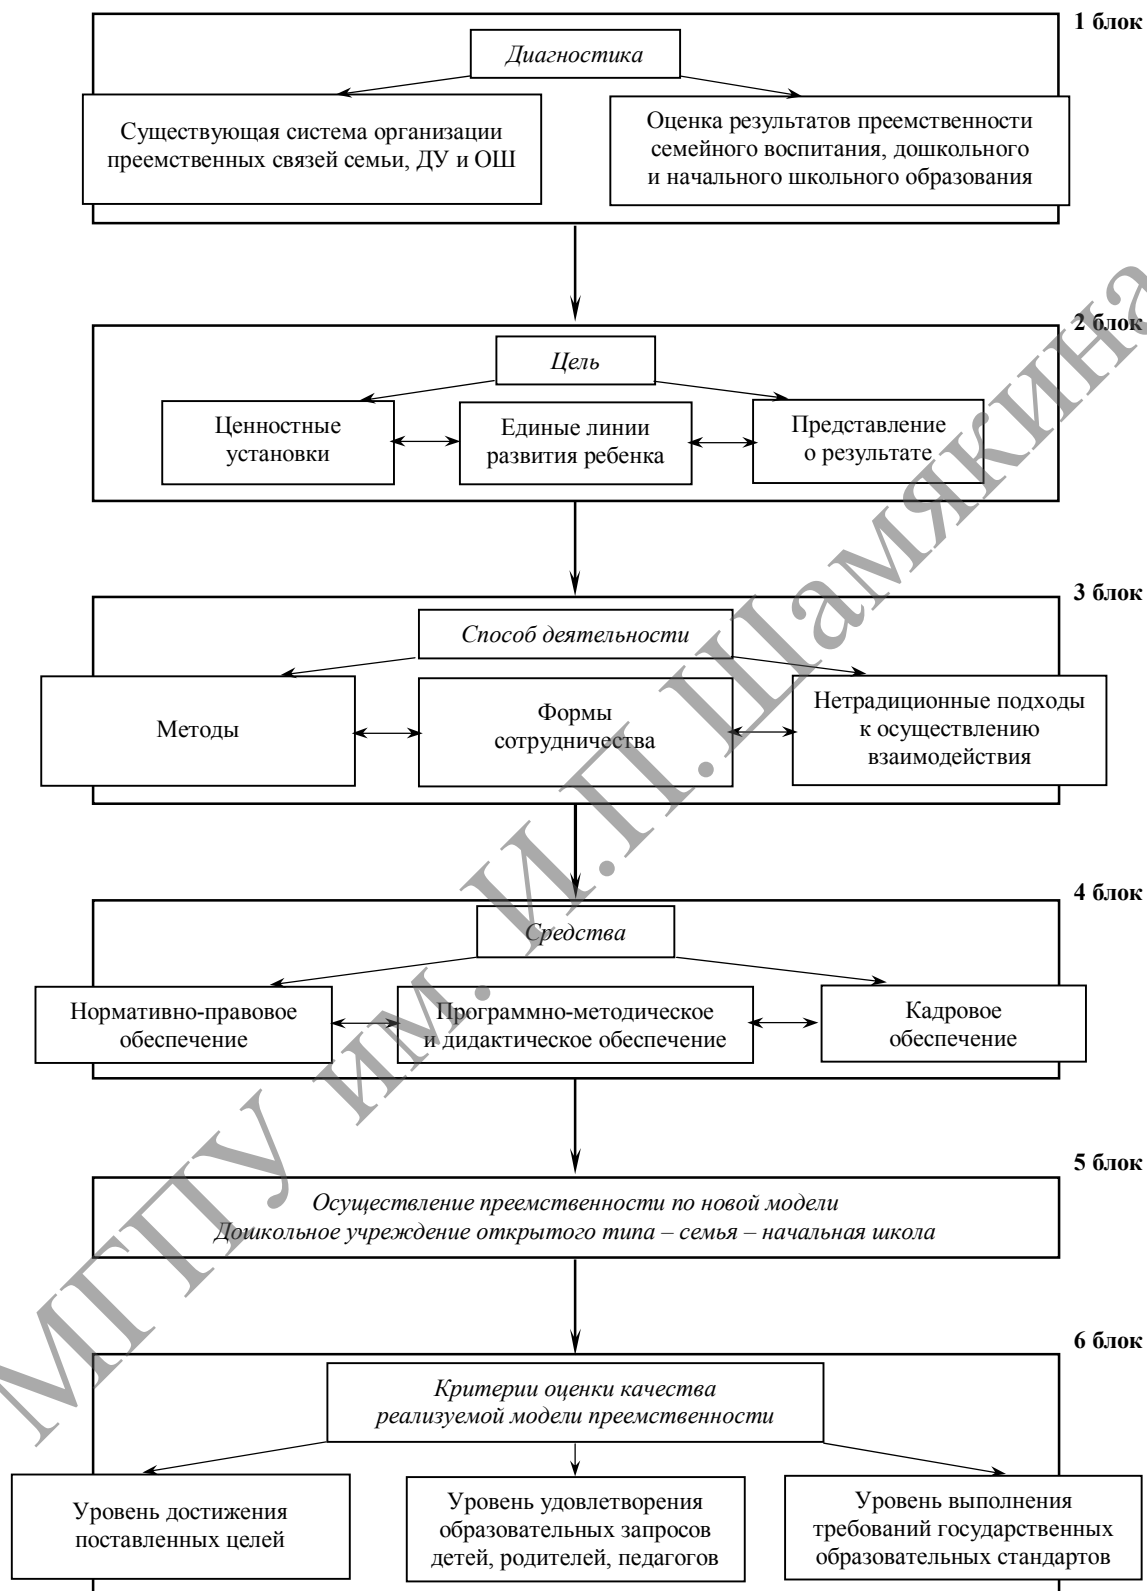 1 блок
Диагностика
Существующая система организации
преемственных связей семьи, ДУ и ОШ
Оценка результатов преемственности
семейного воспитания, дошкольного
и начального школьного образования
2 блок
Цель
Ценностные
установки
Единые линии
развития ребенка
Представление
о результате
3 блок
Способ деятельности
Методы
Формы
сотрудничества
Нетрадиционные подходы
к осуществлению
взаимодействия
4 блок
Средства
Нормативно-правовое
обеспечение
Программно-методическое
и дидактическое обеспечение
Кадровое
обеспечение
5 блок
Осуществление преемственности по новой модели
Дошкольное учреждение открытого типа – семья – начальная школа
6 блок
Критерии оценки качества
реализуемой модели преемственности
Уровень достижения
поставленных целей
Уровень удовлетворения
образовательных запросов
детей, родителей, педагогов
Уровень выполнения
требований государственных
образовательных стандартов
МГПУ им. И.П.Шамякина